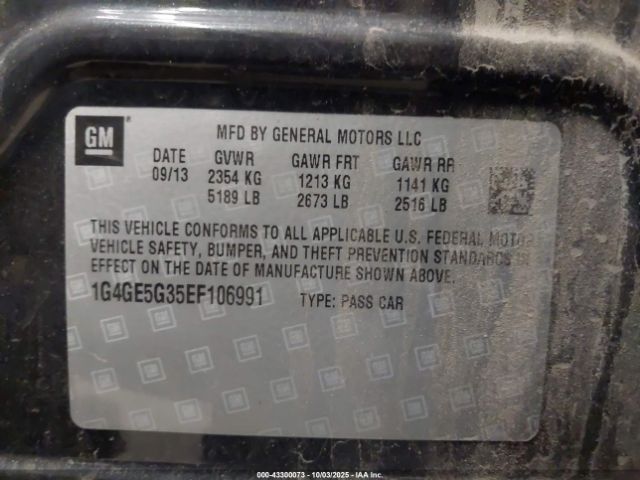 GM
MFD BY GENERAL MOTORS LLC
DATE GVWR GAWR FRT GAWR RR
09/13 2354 KG 1213 KG 1141 KG
5189 LB 2673 LB 2516 LB
THIS VEHICLE CONFORMS TO ALL APPLICABLE U.S. FEDERAL MOTOR
VEHICLE SAFETY, BUMPER, AND THEFT PREVENTION STANDARDS IN
EFFECT ON THE DATE OF MANUFACTURE SHOWN ABOVE.
1G4GE5G35EF106991 TYPE: PASS CAR
000-43300073 - 10/03/2025 - IAA Inc.